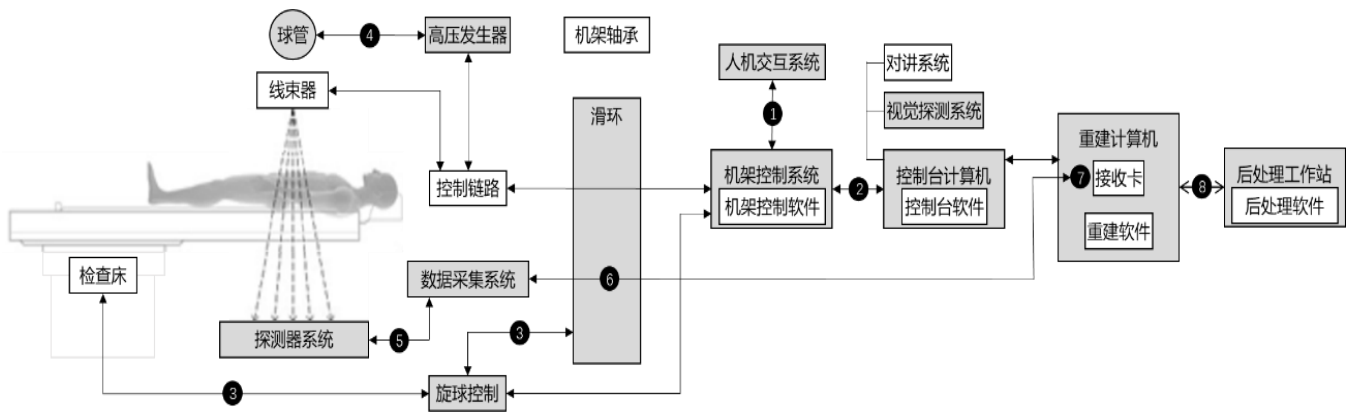 球管
4
高压发生器
机架轴承
人机交互系统
对讲系统
线束器
滑环
1
视觉探测系统
重建计算机
控制链路
机架控制系统
机架控制软件
2
控制台计算机
控制台软件
7
接收卡
重建软件
8
后处理工作站
后处理软件
检查床
数据采集系统
6
探测器系统
5
3
3
旋球控制